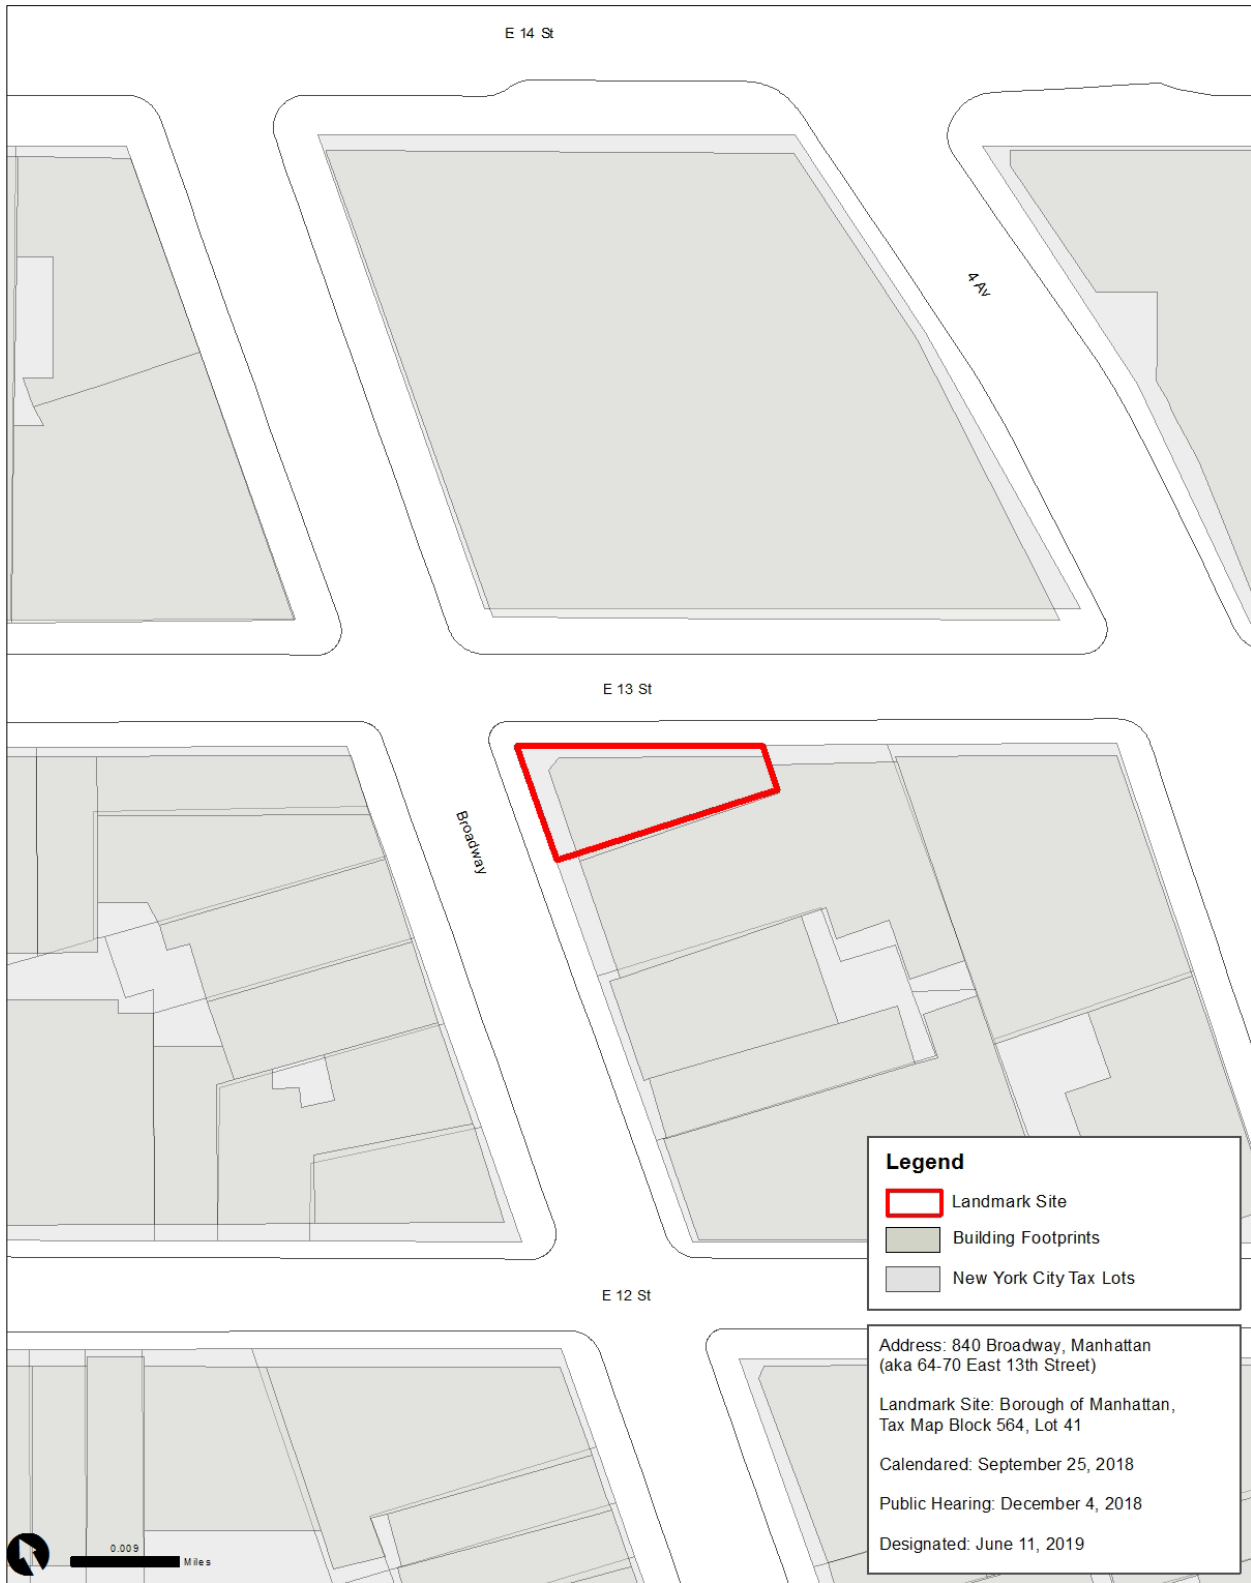 E 14 St
4 Av
E 13 St
Broadway
Legend
Landmark Site
Building Footprints
New York City Tax Lots
E 12 St
Address: 840 Broadway, Manhattan
(aka 64-70 East 13th Street)
Landmark Site: Borough of Manhattan,
Tax Map Block 564, Lot 41
Calendared: September 25, 2018
Public Hearing: December 4, 2018
Designated: June 11, 2019
0.009
Miles